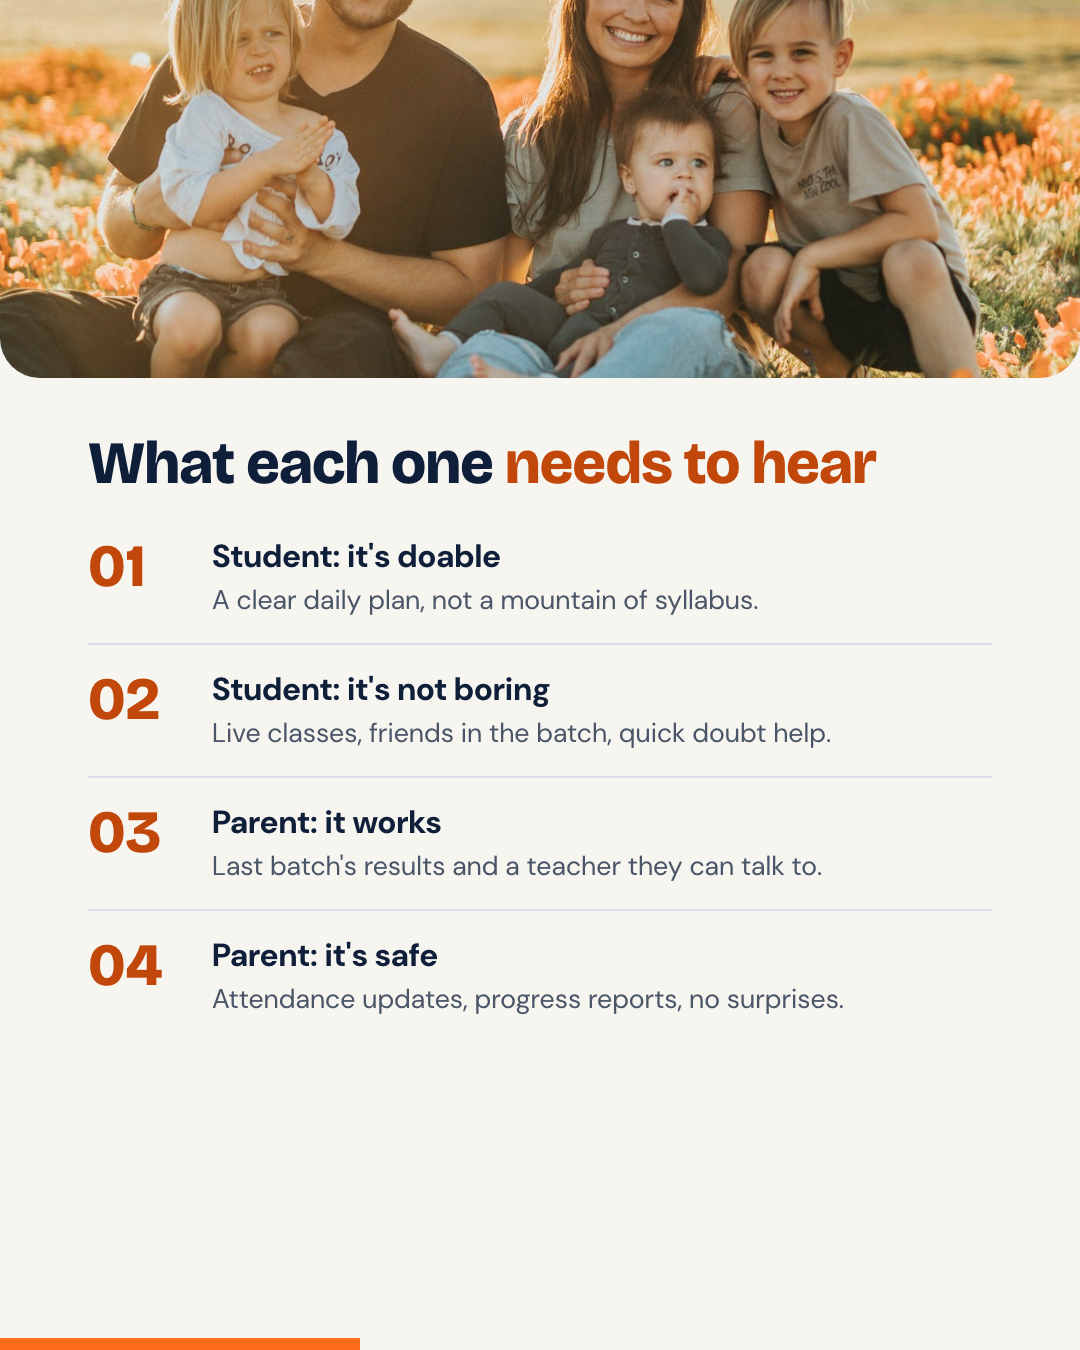 What each one needs to hear
01
Student: it's doable
A clear daily plan, not a mountain of syllabus.
02
Student: it's not boring
Live classes, friends in the batch, quick doubt help.
03
Parent: it works
Last batch's results and a teacher they can talk to.
04
Parent: it's safe
Attendance updates, progress reports, no surprises.